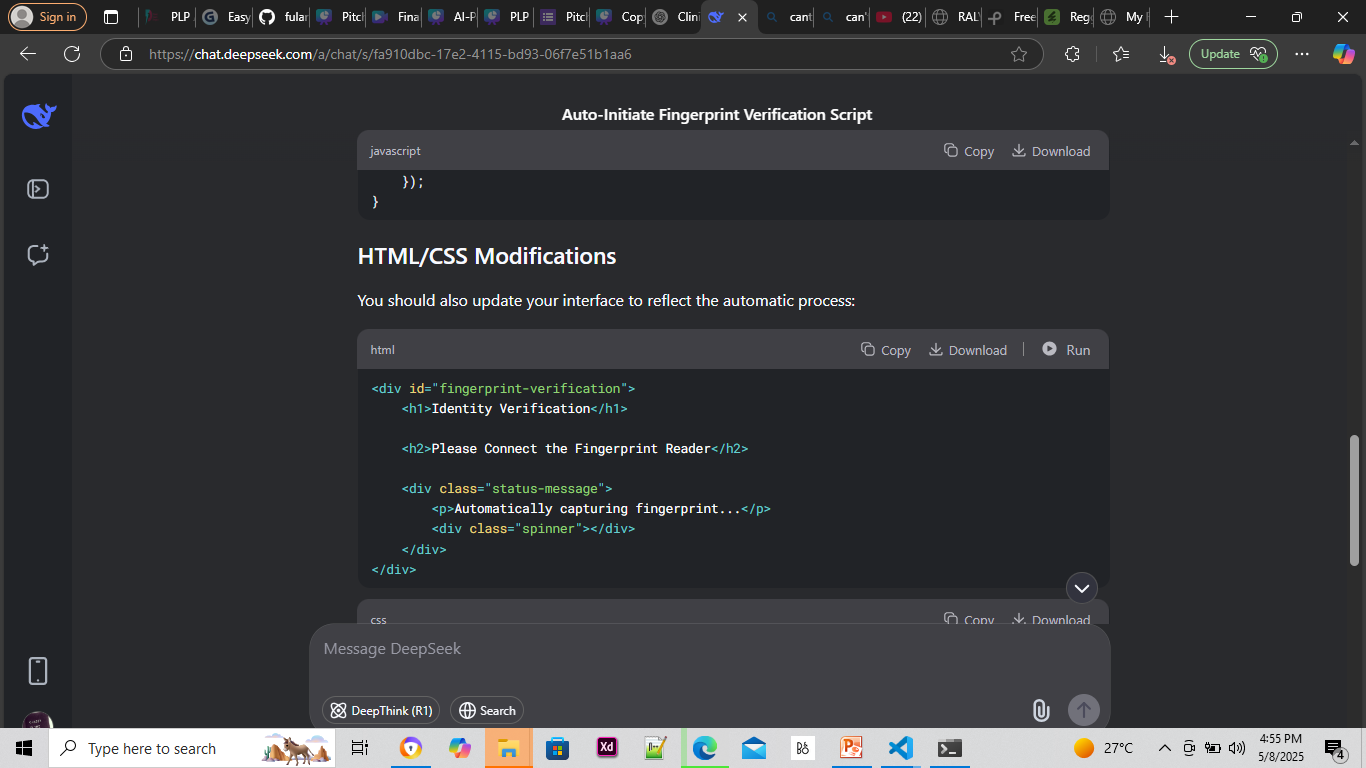 Sign in
PLP
Easy
fular
Pitch
Fina
AI-P
PLP
Pitch
Cop
Clin
cant
can'
(22)
RAL
Free
Reg
My
https://chat.deepseek.com/a/chat/s/fa910dbc-17e2-4115-bd93-06f7e51b1aa6
Update
Auto-Initiate Fingerprint Verification Script
javascript
Copy
Download
});
}
HTML/CSS Modifications
You should also update your interface to reflect the automatic process:
html
Copy
Download
Run
<div id="fingerprint-verification">
<h1>Identity Verification</h1>
<h2>Please Connect the Fingerprint Reader</h2>
<div class="status-message">
<p>Automatically capturing fingerprint...</p>
<div class="spinner"></div>
</div>
</div>
css
Copy
Download
Message DeepSeek
DeepThink (R1)
Search
Type here to search
Xd
27°C
4:55 PM
5/8/2025
4